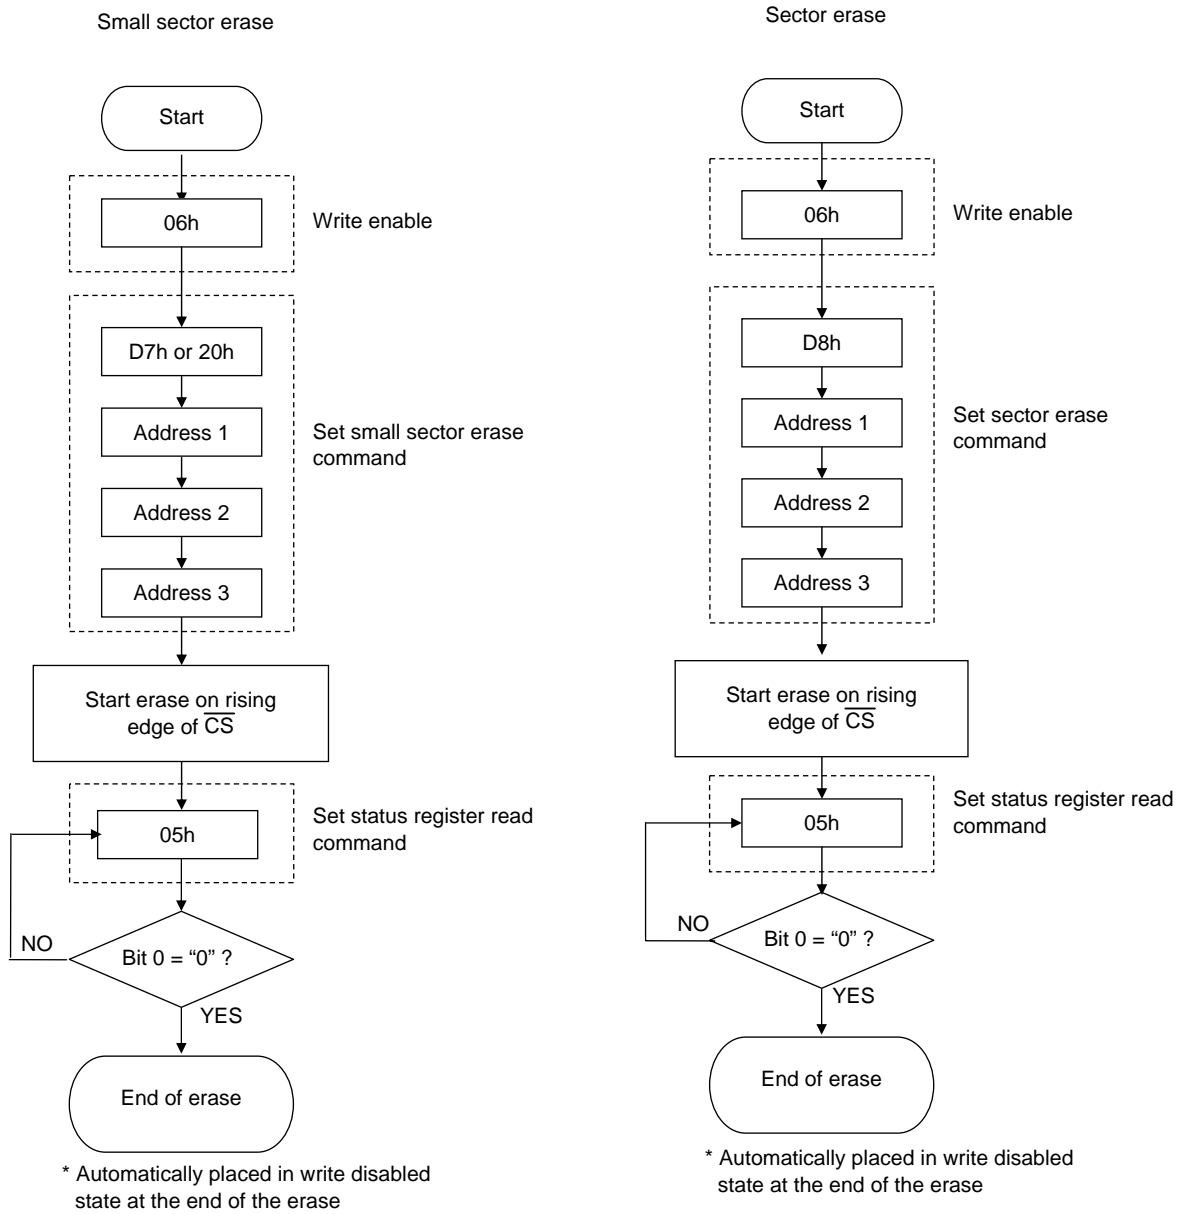 Small sector erase
Start
06h
Write enable
D7h or 20h
Address 1
Set small sector erase
command
Address 2
Address 3
Start erase on rising
edge of C̅S̅
05h
Set status register read
command
NO
Bit 0 = “0” ?
YES
End of erase
* Automatically placed in write disabled
state at the end of the erase
Sector erase
Start
06h
Write enable
D8h
Address 1
Set sector erase
command
Address 2
Address 3
Start erase on rising
edge of C̅S̅
05h
Set status register read
command
NO
Bit 0 = “0” ?
YES
End of erase
* Automatically placed in write disabled
state at the end of the erase